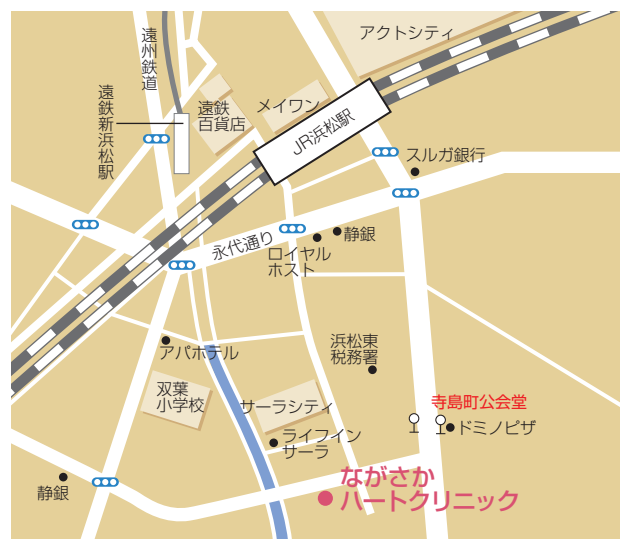 アクトシティ
遠州鉄道
遠鉄新浜松駅
遠鉄
百貨店
メイワン
JR浜松駅
スルガ銀行
永代通り
静銀
ロイヤル
ホスト
アパホテル
浜松東
税務署
双葉
小学校
サーラシティ
寺島町公会堂
ドミノピザ
ライフイン
サーラ
静銀
ながさか
ハートクリニック